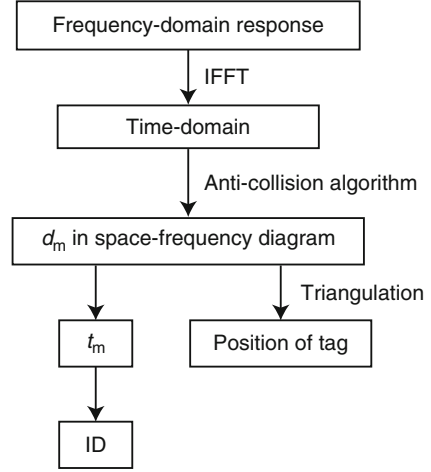 Frequency-domain response
IFFT
Time-domain
Anti-collision algorithm
dm in space-frequency diagram
Triangulation
tm
Position of tag
ID